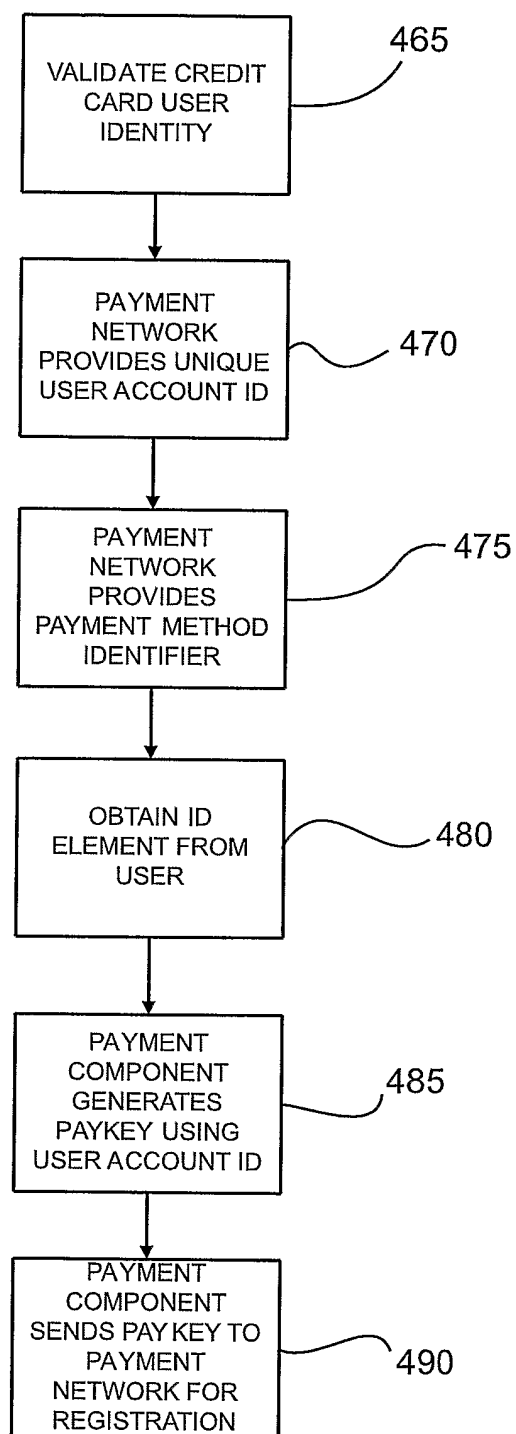 VALIDATE CREDIT
CARD USER
IDENTITY
465
PAYMENT
NETWORK
PROVIDES UNIQUE
USER ACCOUNT ID
470
PAYMENT
NETWORK
PROVIDES
PAYMENT METHOD
IDENTIFIER
475
OBTAIN ID
ELEMENT FROM
USER
480
PAYMENT
COMPONENT
GENERATES
PAYKEY USING
USER ACCOUNT ID
485
PAYMENT
COMPONENT
SENDS PAY KEY TO
PAYMENT
NETWORK FOR
REGISTRATION
490